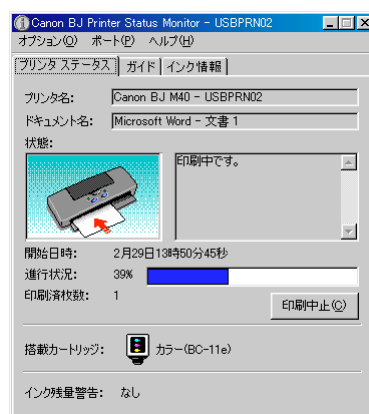 Canon BJ Printer Status Monitor - USBPRN02
オプション(O) ポート(P) ヘルプ(H)
プリンタ ステータス ガイド インク情報
プリンタ名: Canon BJ M40 - USBPRN02
ドキュメント名: Microsoft Word - 文書 1
状態:
印刷中です。
開始日時: 2月29日13時50分45秒
進行状況: 39%
印刷済枚数: 1
印刷中止(C)
搭載カートリッジ: カラー(BC-11e)
インク残量警告: なし